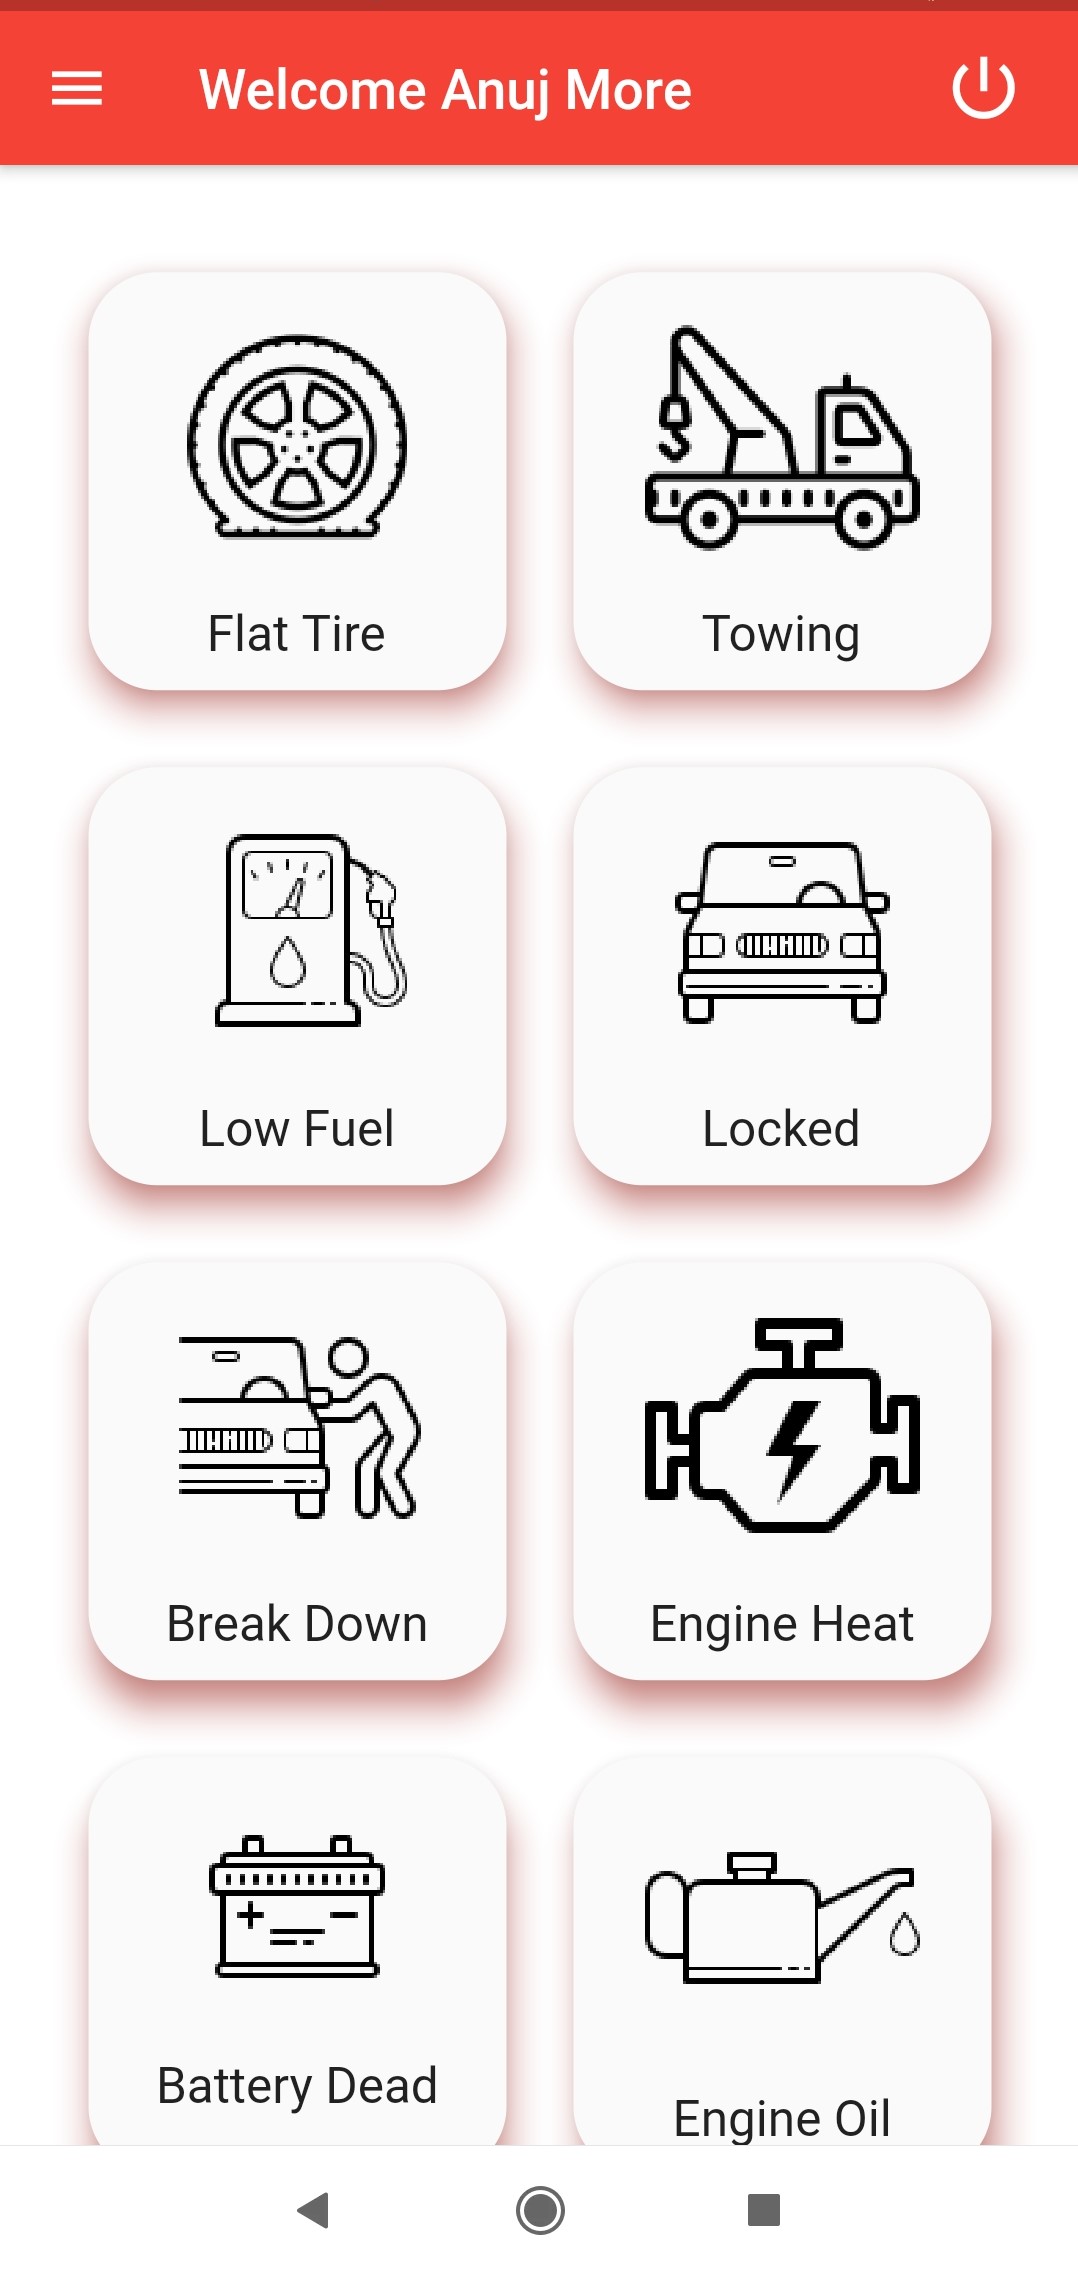 Welcome Anuj More
Flat Tire
Towing
Low Fuel
Locked
Break Down
Engine Heat
Battery Dead
Engine Oil